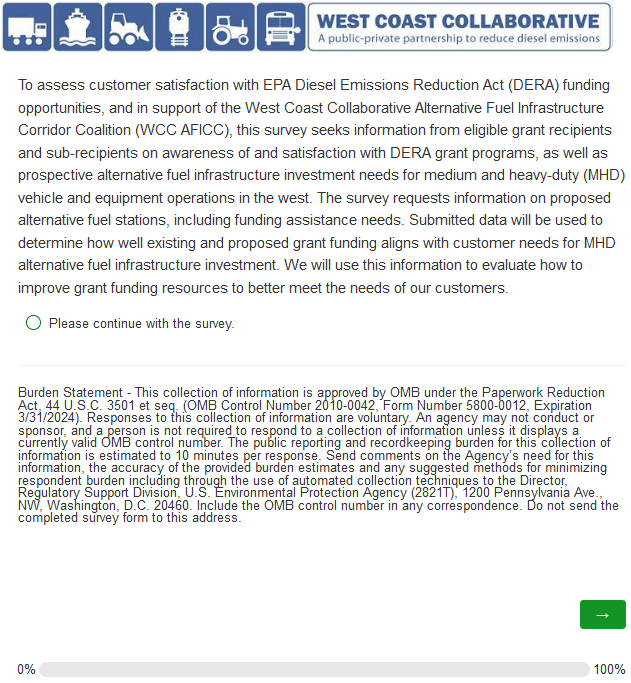 WEST COAST COLLABORATIVE
A public-private partnership to reduce diesel emissions
To assess customer satisfaction with EPA Diesel Emissions Reduction Act (DERA) funding
opportunities, and in support of the West Coast Collaborative Alternative Fuel Infrastructure
Corridor Coalition (WCC AFICC), this survey seeks information from eligible grant recipients
and sub-recipients on awareness of and satisfaction with DERA grant programs, as well as
prospective alternative fuel infrastructure investment needs for medium and heavy-duty (MHD)
vehicle and equipment operations in the west. The survey requests information on proposed
alternative fuel stations, including funding assistance needs. Submitted data will be used to
determine how well existing and proposed grant funding aligns with customer needs for MHD
alternative fuel infrastructure investment. We will use this information to evaluate how to
improve grant funding resources to better meet the needs of our customers.
Please continue with the survey.
Burden Statement - This collection of information is approved by OMB under the Paperwork Reduction
Act, 44 U.S.C. 3501 et seq. (OMB Control Number 2010-0042, Form Number 5800-0012, Expiration
3/31/2024). Responses to this collection of information are voluntary. An agency may not conduct or
sponsor, and a person is not required to respond to a collection of information unless it displays a
currently valid OMB control number. The public reporting and recordkeeping burden for this collection of
information is estimated to 10 minutes per response. Send comments on the Agency's need for this
information, the accuracy of the provided burden estimates and any suggested methods for minimizing
respondent burden including through the use of automated collection techniques to the Director,
Regulatory Support Division, U.S. Environmental Protection Agency (2821T), 1200 Pennsylvania Ave.,
NW, Washington, D.C. 20460. Include the OMB control number in any correspondence. Do not send the
completed survey form to this address.
→
0% 100%